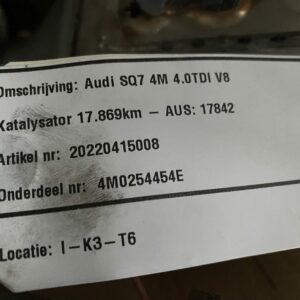 Omschrijving: Audi SQ7 4M 4.0TDI V8
Katalysator 17.869km – AUS: 17842
Artikel nr: 20220415008
Onderdeel nr: 4M0254454E
Locatie: I–K3–T6